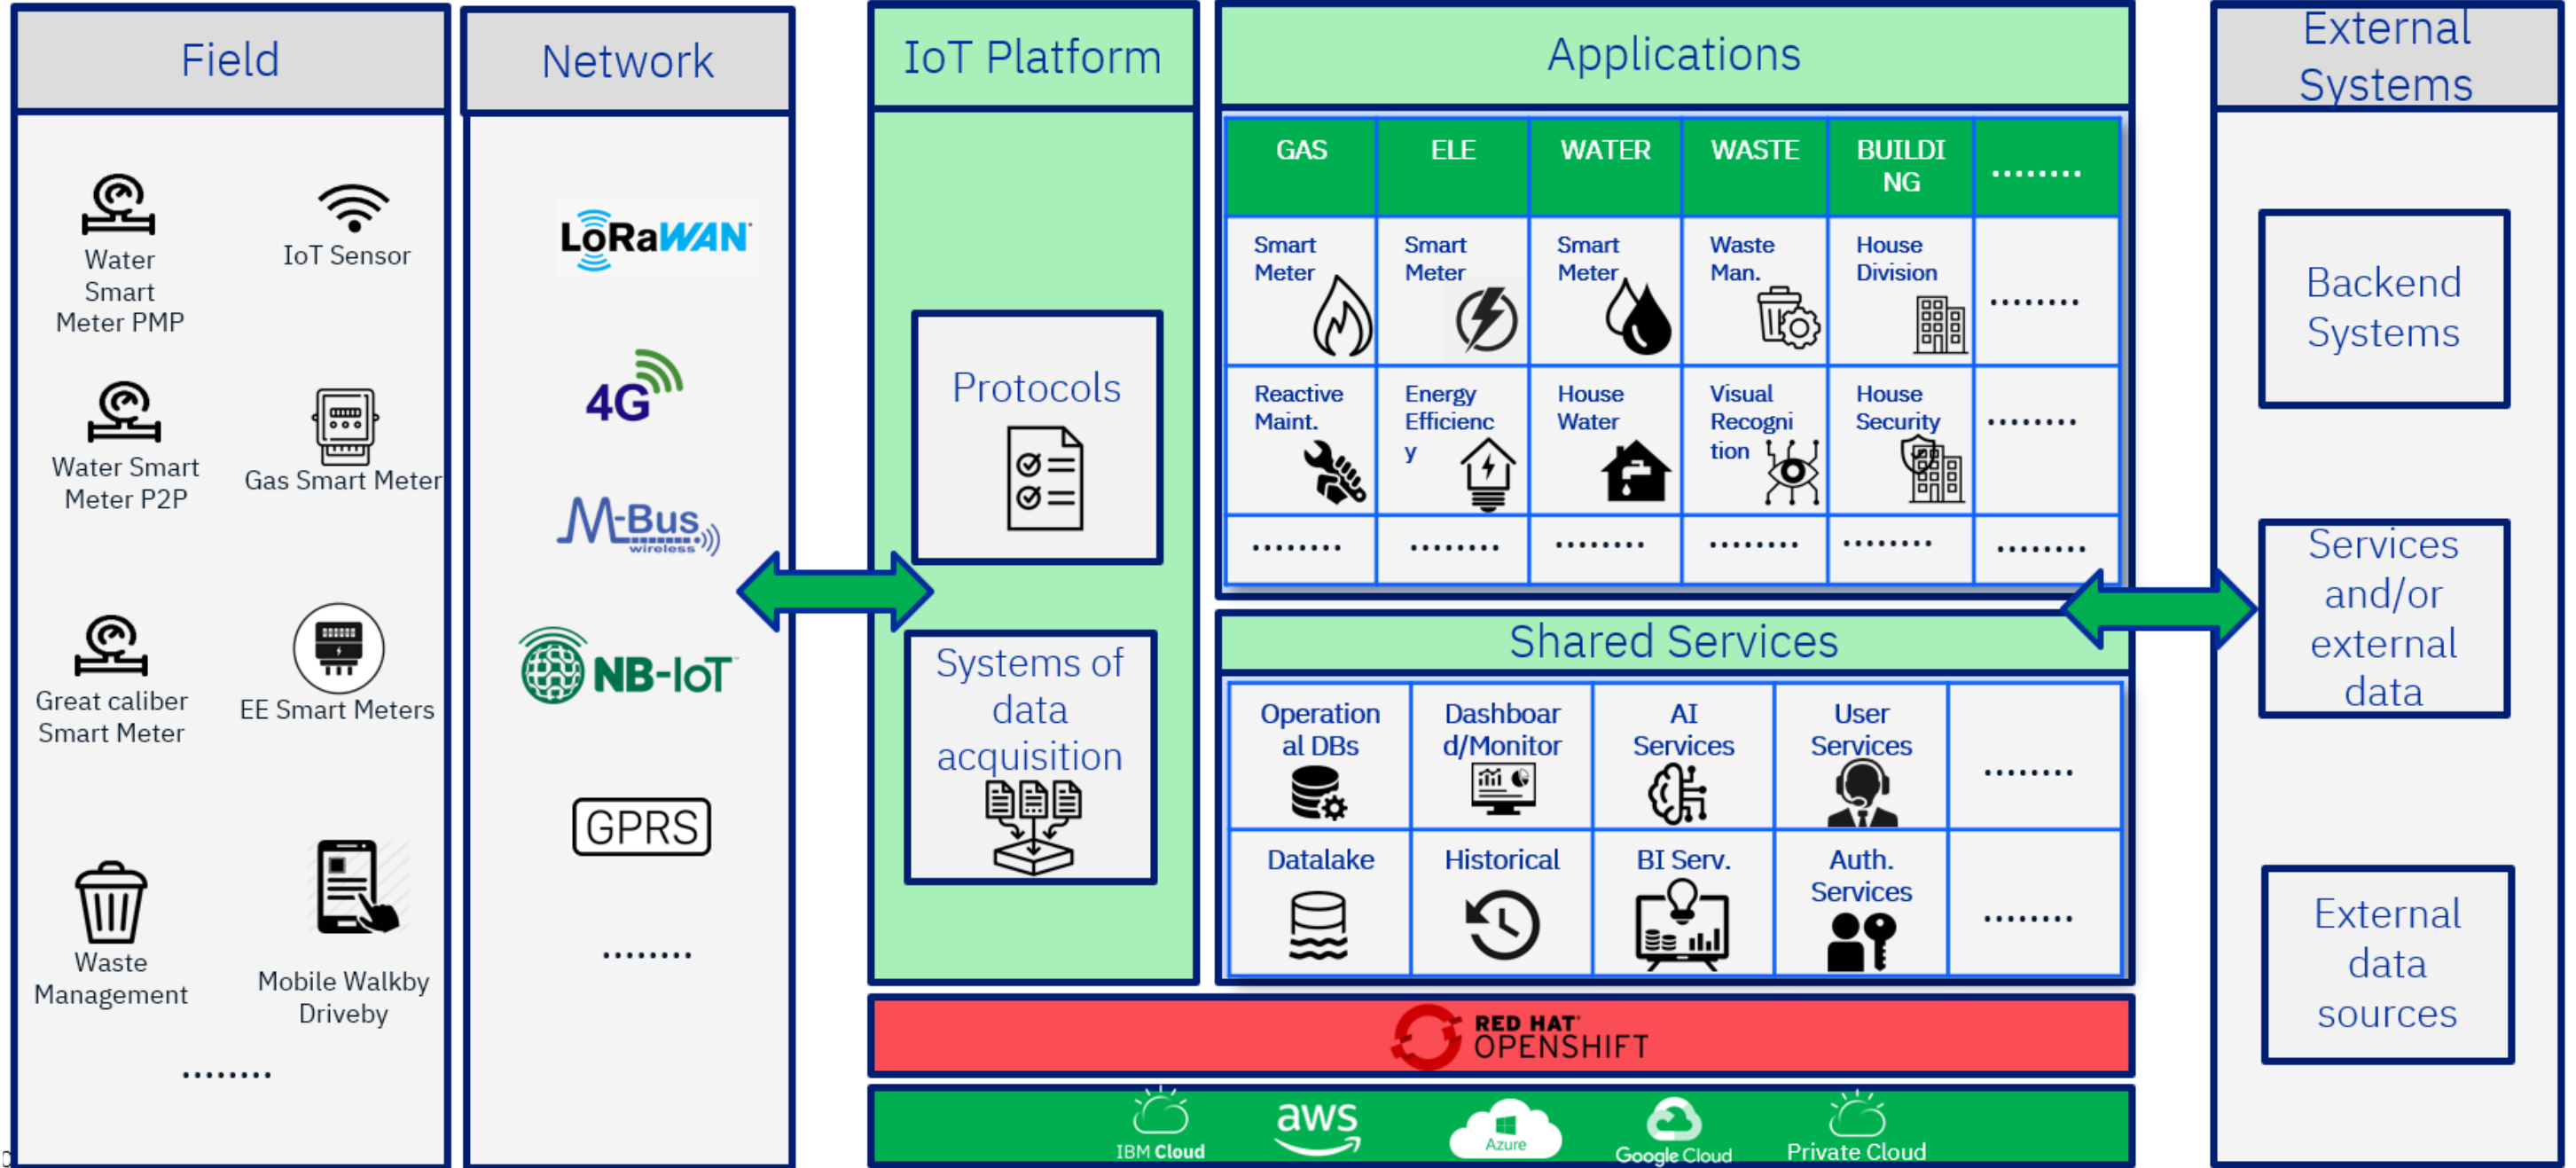 Field
Water
Smart
Meter PMP
IoT Sensor
Water Smart
Meter P2P
Gas Smart Meter
Great caliber
Smart Meter
EE Smart Meters
Waste
Management
Mobile Walkby
Driveby
........
Network
LoRaWAN
4G
M-Bus
wireless
NB-IoT
GPRS
........
IoT Platform
Protocols
Systems of
data
acquisition
Applications
GAS
ELE
WATER
WASTE
BUILDI
NG
........
Smart
Meter
Smart
Meter
Smart
Meter
Waste
Man.
House
Division
........
Reactive
Maint.
Energy
Efficienc
y
House
Water
Visual
Recogni
tion
House
Security
........
........
........
........
........
........
........
Shared Services
Operation
al DBs
Dashboar
d/Monitor
AI
Services
User
Services
........
Datalake
Historical
BI Serv.
Auth.
Services
........
RED HAT
OPENSHIFT
IBM Cloud
aws
Azure
Google Cloud
Private Cloud
External
Systems
Backend
Systems
Services
and/or
external
data
External
data
sources